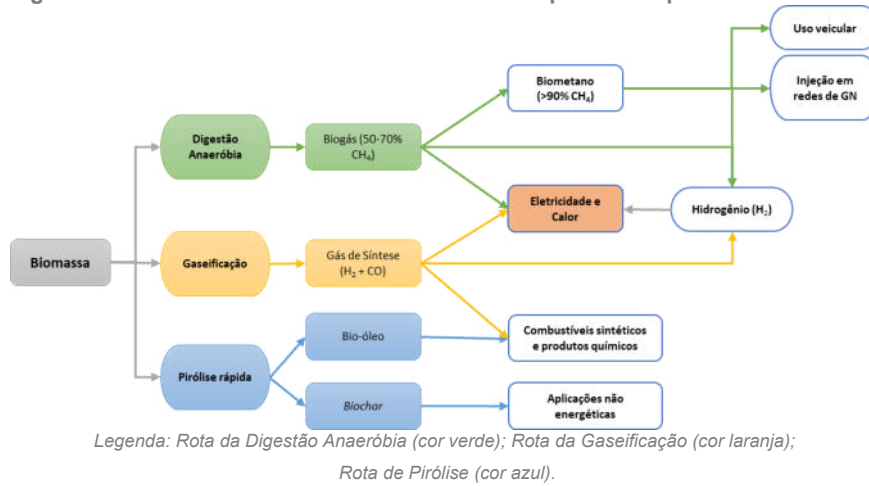 Uso veicular
Biometano
(>90% CH₄)
Injeção em
redes de GN
Digestão
Anaeróbia
Biogás (50-70%
CH₄)
Eletricidade e
Calor
Hidrogênio (H₂)
Biomassa
Gaseificação
Gás de Síntese
(H₂ + CO)
Bio-óleo
Combustíveis sintéticos
e produtos químicos
Pirólise rápida
Biochar
Aplicações não
energéticas
Legenda: Rota da Digestão Anaeróbia (cor verde); Rota da Gaseificação (cor laranja);
Rota de Pirólise (cor azul).